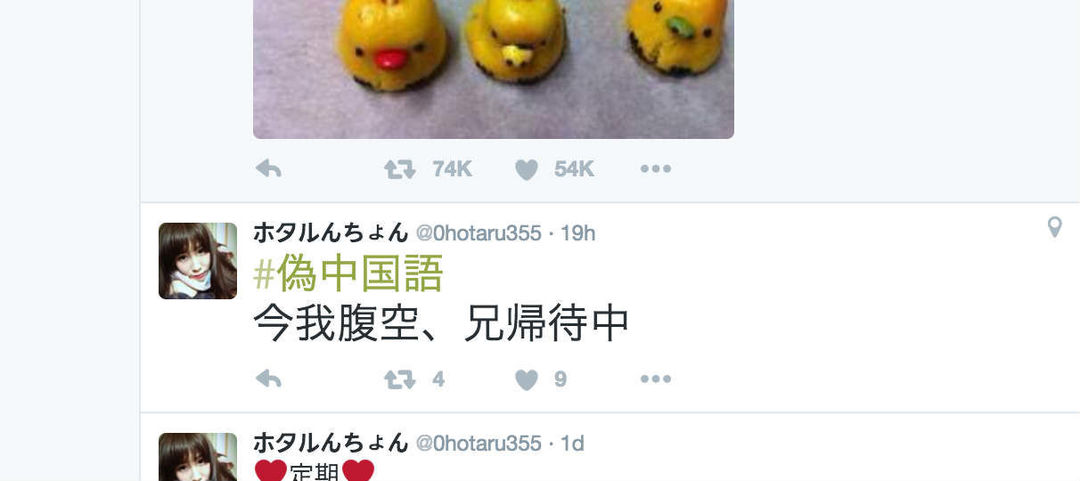 74K 54K
ホタルんちょん @0hotaru355 · 19h
#偽中国語
今我腹空、兄帰待中
4 9
ホタルんちょん @0hotaru355 · 1d
❤定期❤